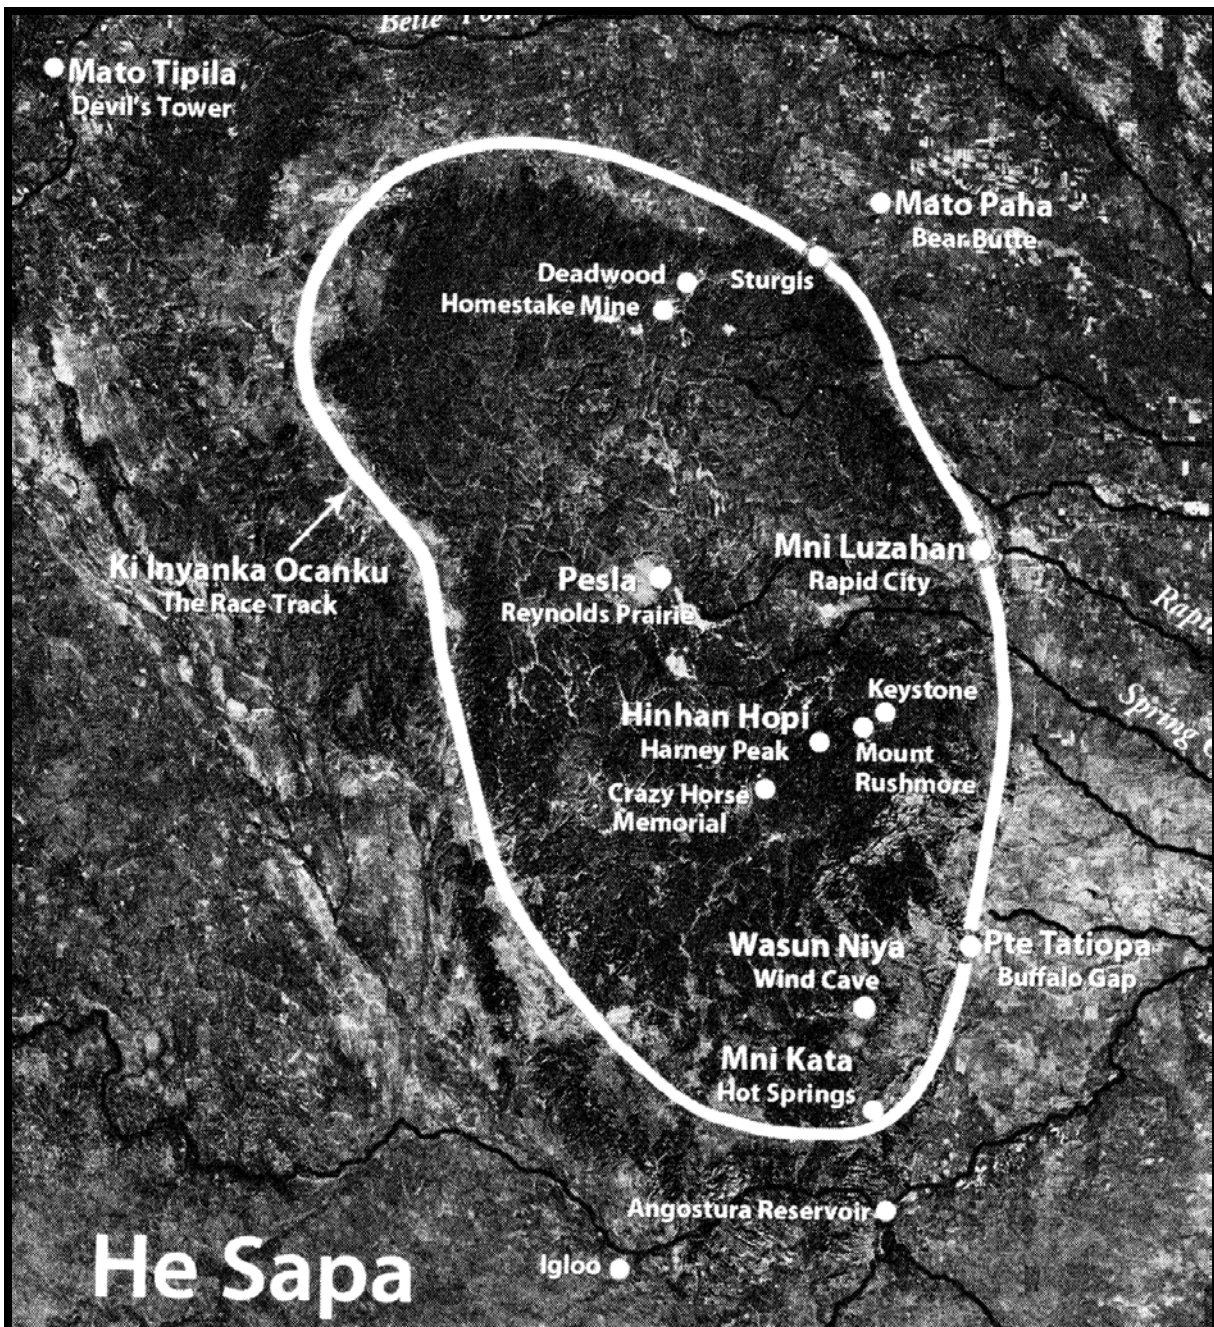 Belle
Mato Tipila
Devil's Tower
Mato Paha
Bear Butte
Deadwood
Sturgis
Homestake Mine
Mni Luzahan
Rapid City
Ki Inyanka Ocanku
The Race Track
Pesla
Reynolds Prairie
Spring
Keystone
Hinhan Hopi
Harney Peak
Mount
Rushmore
Crazy Horse
Memorial
Wasun Niya
Wind Cave
Pte Tatiopa
Buffalo Gap
Mni Kata
Hot Springs
Angostura Reservoir
Igloo
He Sapa